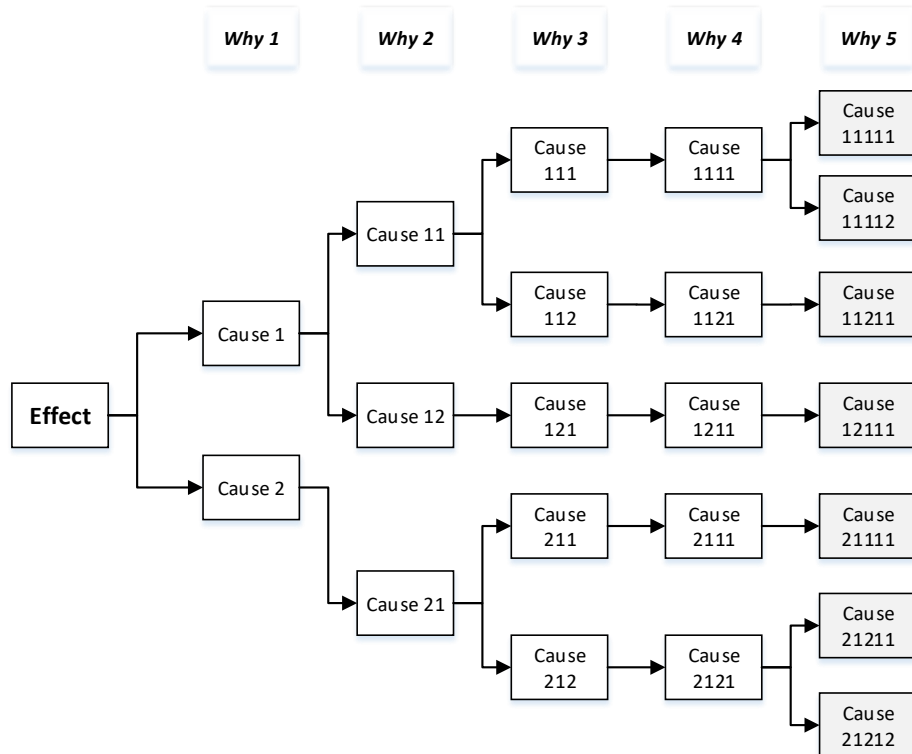 Why 1
Why 2
Why 3
Why 4
Why 5
Cause
11111
Cause
111
Cause
1111
Cause
11112
Cause 11
Cause
112
Cause
1121
Cause
11211
Cause 1
Effect
Cause 12
Cause
121
Cause
1211
Cause
12111
Cause 2
Cause
211
Cause
2111
Cause
21111
Cause 21
Cause
21211
Cause
212
Cause
2121
Cause
21212